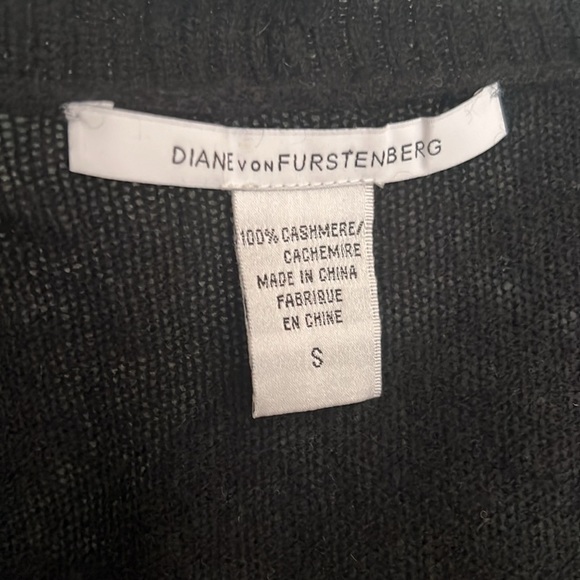 DIANE VON FURSTENBERG
100% CASHMERE/
CACHEMIRE
MADE IN CHINA
FABRIQUE
EN CHINE
S